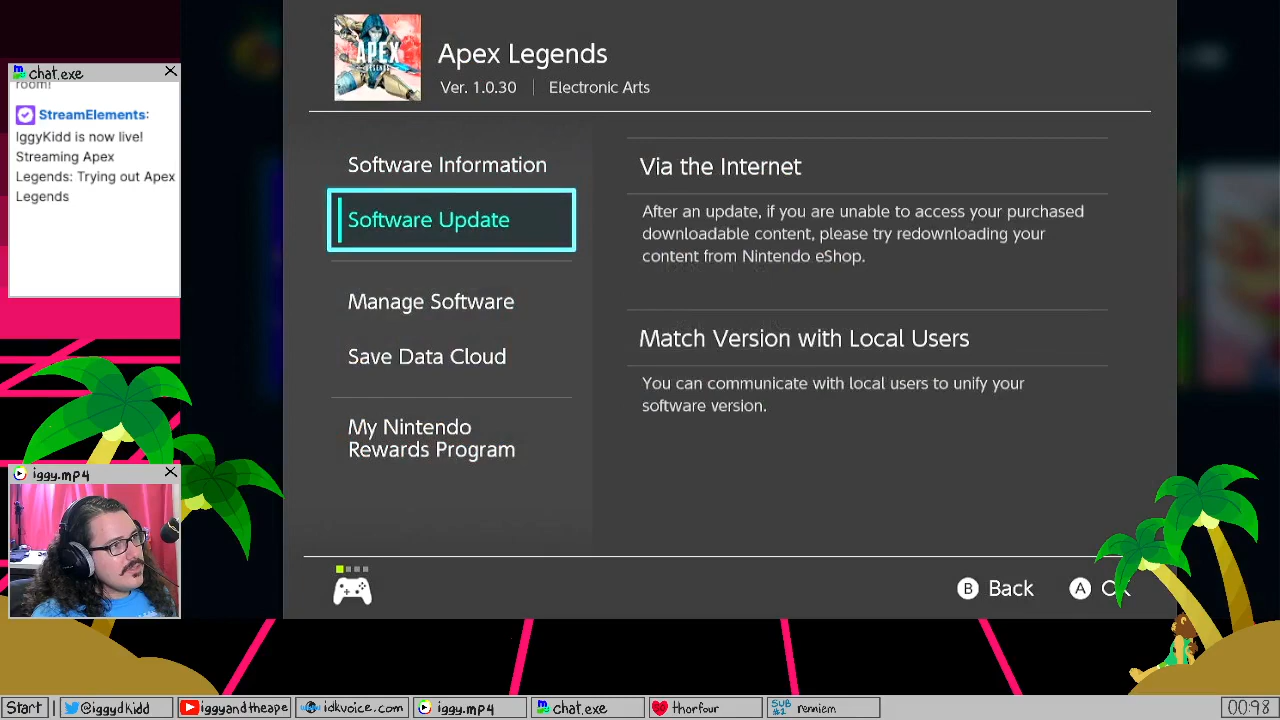 chat.exe
room!
StreamElements:
IggyKidd is now live!
Streaming Apex
Legends: Trying out Apex
Legends
APEX
LEGENDS
Apex Legends
Ver. 1.0.30
Electronic Arts
Software Information
Software Update
Manage Software
Save Data Cloud
My Nintendo
Rewards Program
Via the Internet
After an update, if you are unable to access your purchased
downloadable content, please try redownloading your
content from Nintendo eShop.
Match Version with Local Users
You can communicate with local users to unify your
software version.
B Back
A OK
iggy.mp4
Start
@iggydkidd
iggyandtheape
idkvoice.com
iggy.mp4
chat.exe
thorfour
SUB #2 renniem
00:98